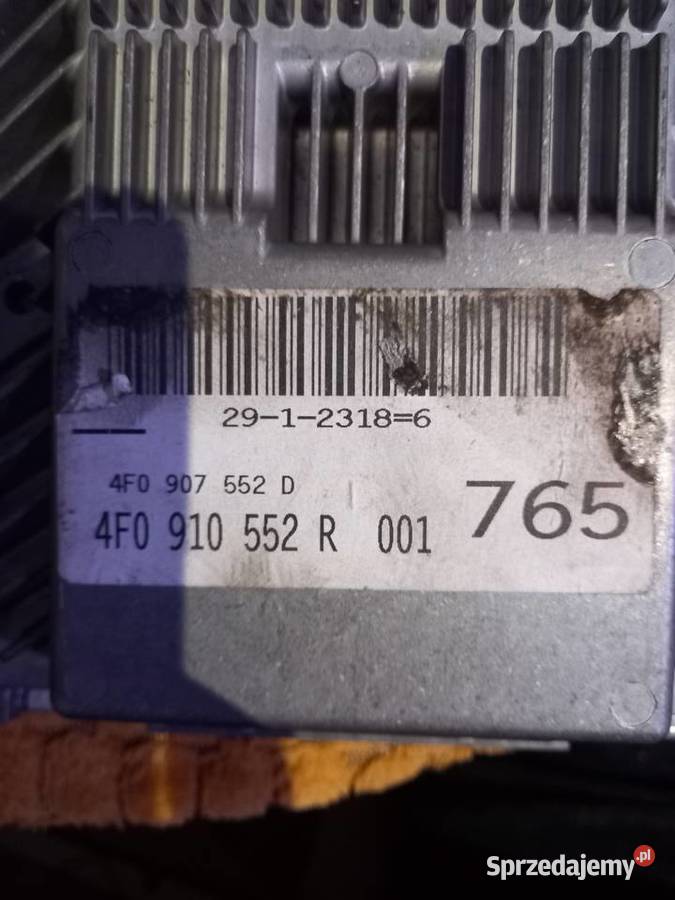 29-1-2318=6
4F0 907 552 D
4F0 910 552 R 001 765
Sprzedajemy.pl